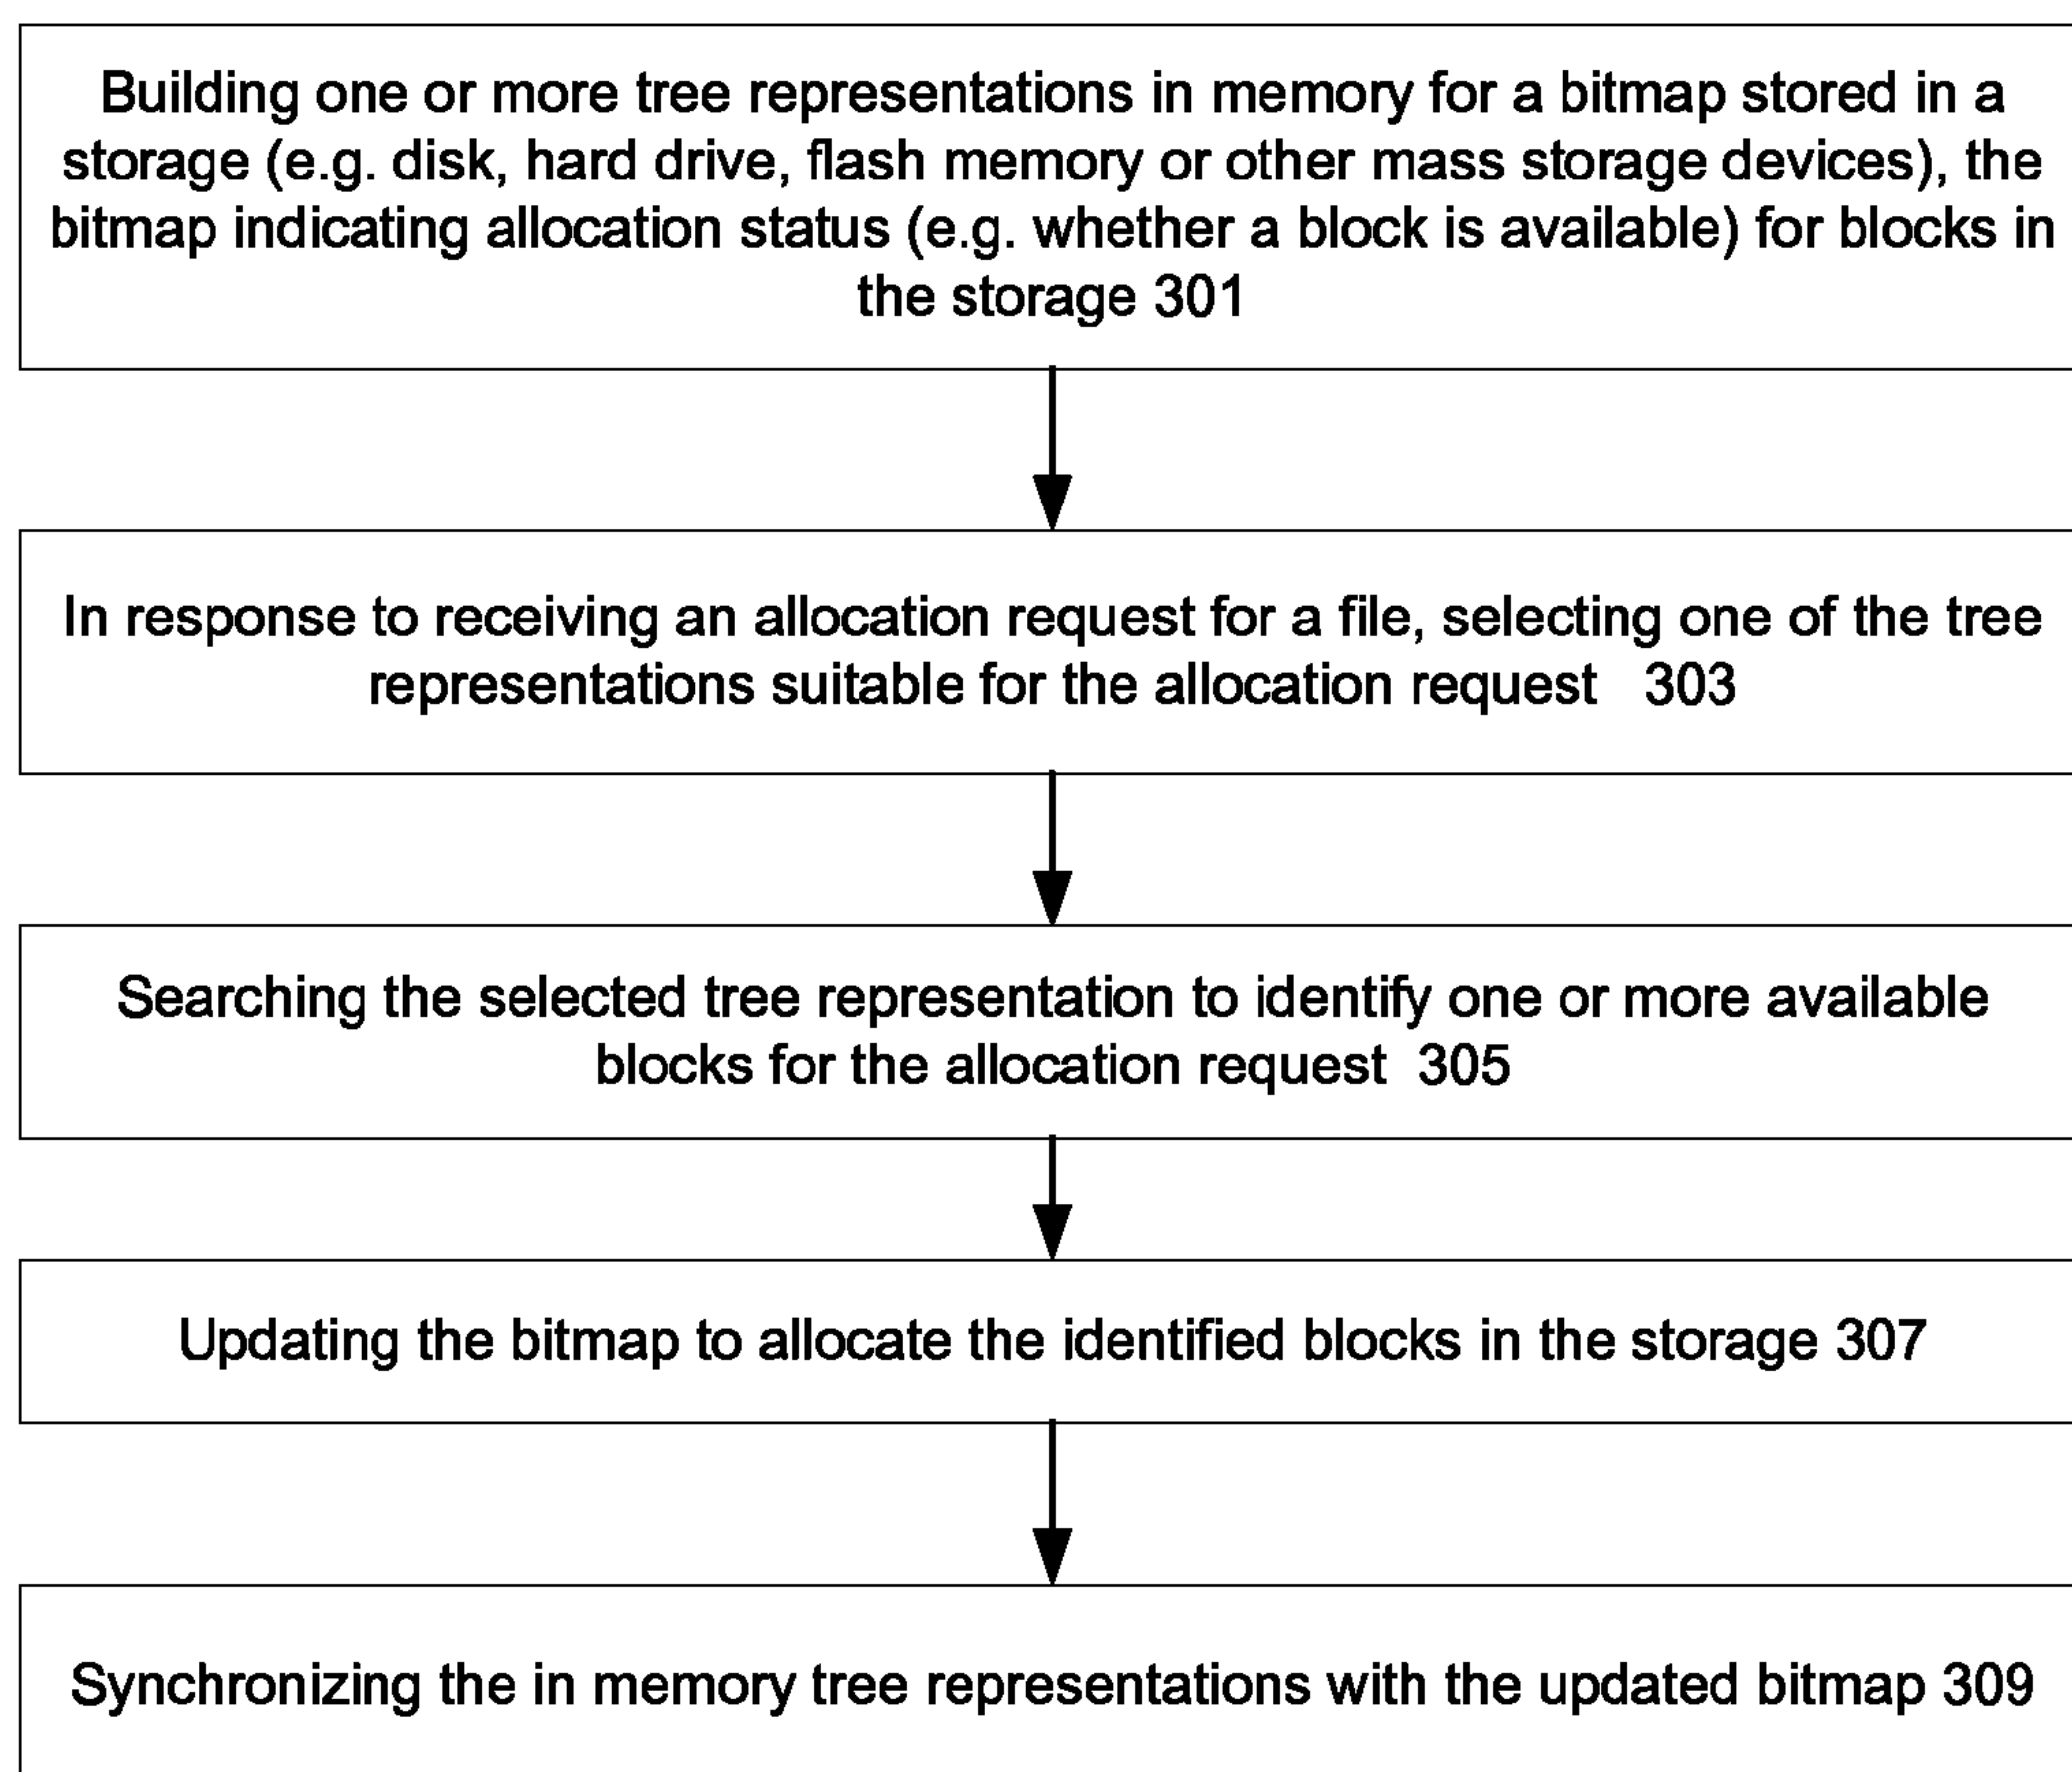 Building one or more tree representations in memory for a bitmap stored in a
storage (e.g. disk, hard drive, flash memory or other mass storage devices), the
bitmap indicating allocation status (e.g. whether a block is available) for blocks in
the storage 301
In response to receiving an allocation request for a file, selecting one of the tree
representations suitable for the allocation request 303
Searching the selected tree representation to identify one or more available
blocks for the allocation request 305
Updating the bitmap to allocate the identified blocks in the storage 307
Synchronizing the in memory tree representations with the updated bitmap 309